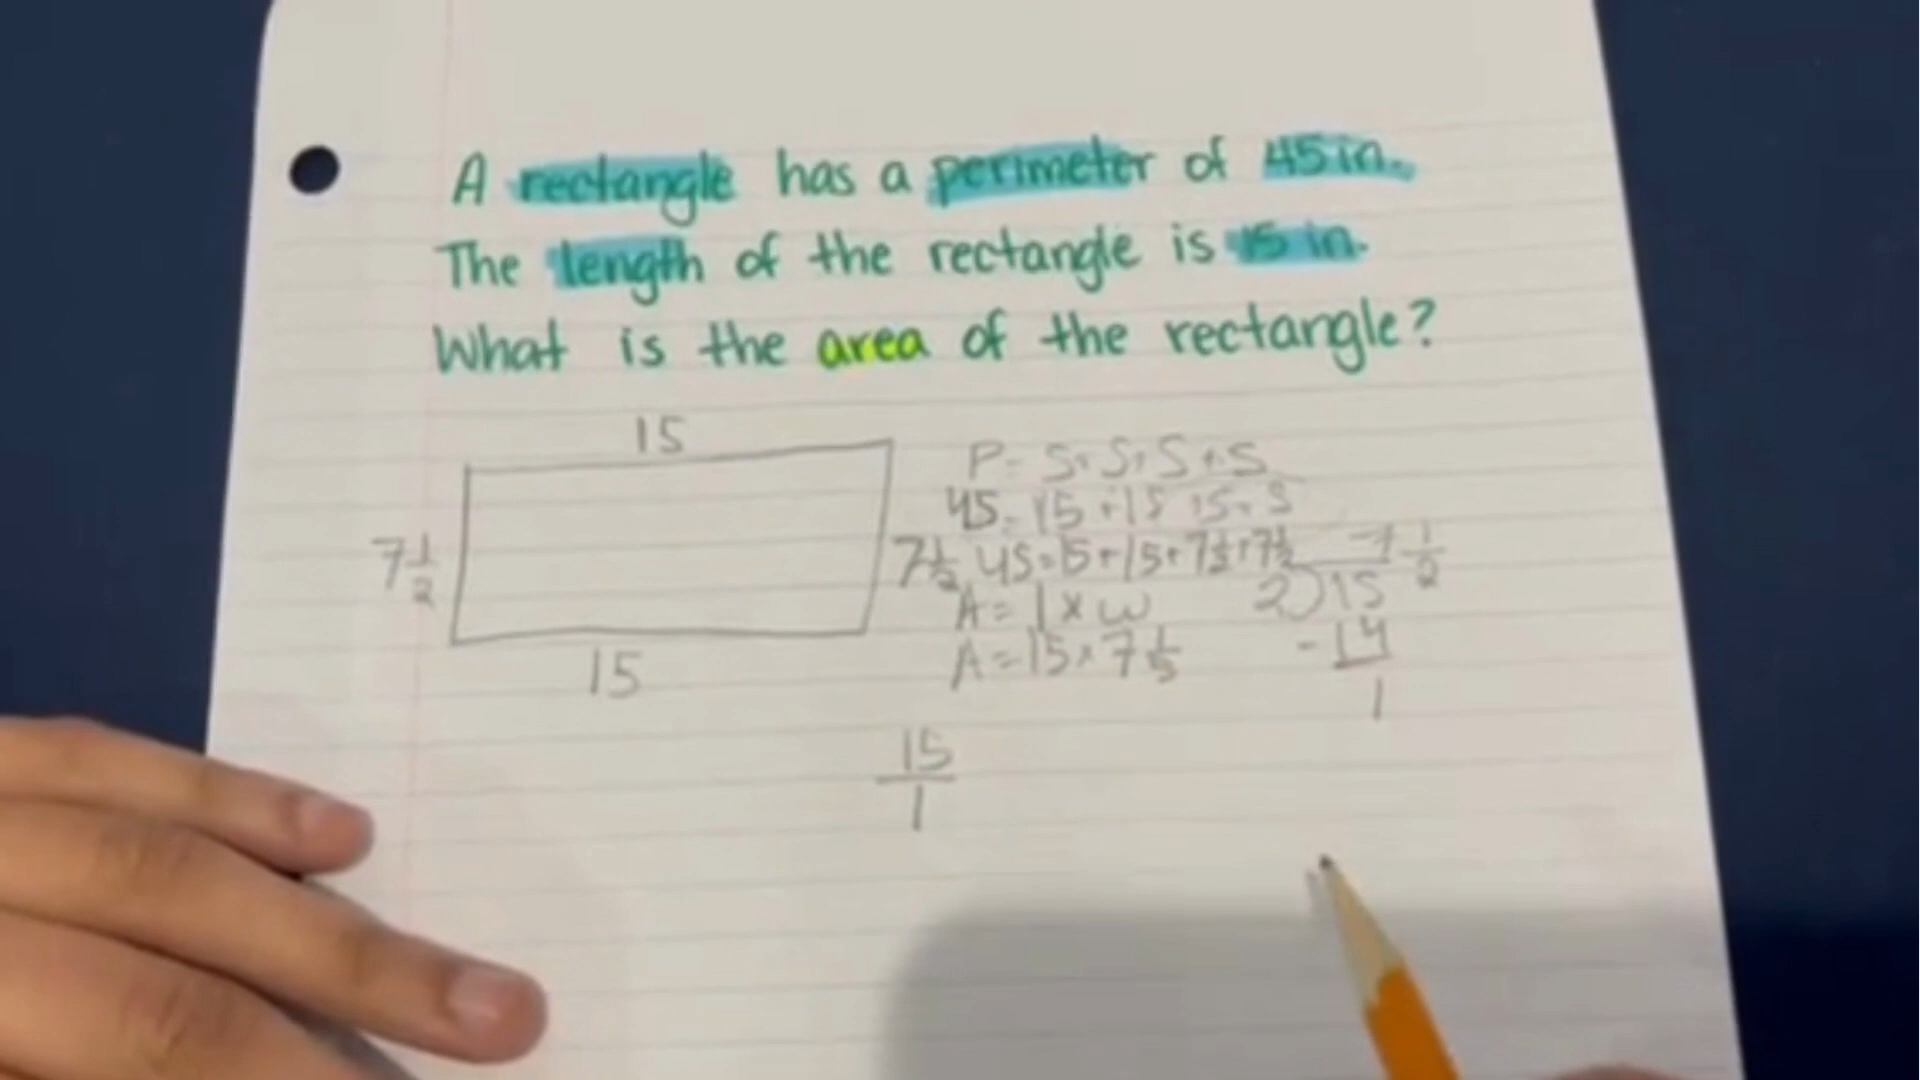 A rectangle has a perimeter of 45 in.
The length of the rectangle is 15 in.
What is the area of the rectangle?
15
7 1/2
7 1/2
15
P = S + S + S + S
45 = 15 + 15 15 + S
45 = 15 + 15 + 7 1/2 + 7 1/2
A = l x w
A = 15 x 7 1/5
7 1/2
2)15
- 14
1
15/1